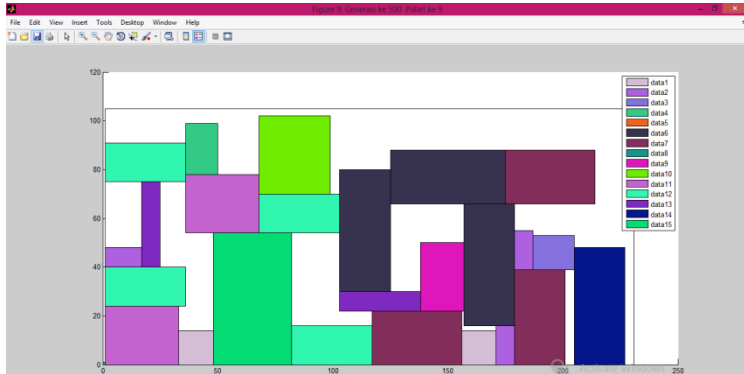 Figure 9: Generasi ke 500 Pallet ke 9
File Edit View Insert Tools Desktop Window Help
120
100
80
60
40
20
0
0 50 100 150 200 250
data1
data2
data3
data4
data5
data6
data7
data8
data9
data10
data11
data12
data13
data14
data15
Activate Windows